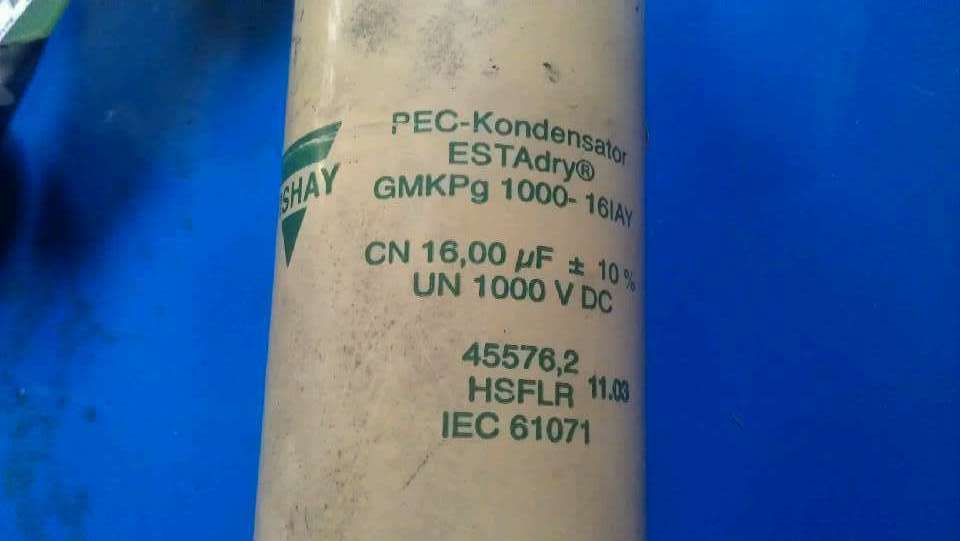 PEC-Kondensator
ESTAdry®
GMKPg 1000- 16IAY
SHAY
CN 16,00 µF ± 10 %
UN 1000 V DC
45576,2
HSFLR 11.03
IEC 61071